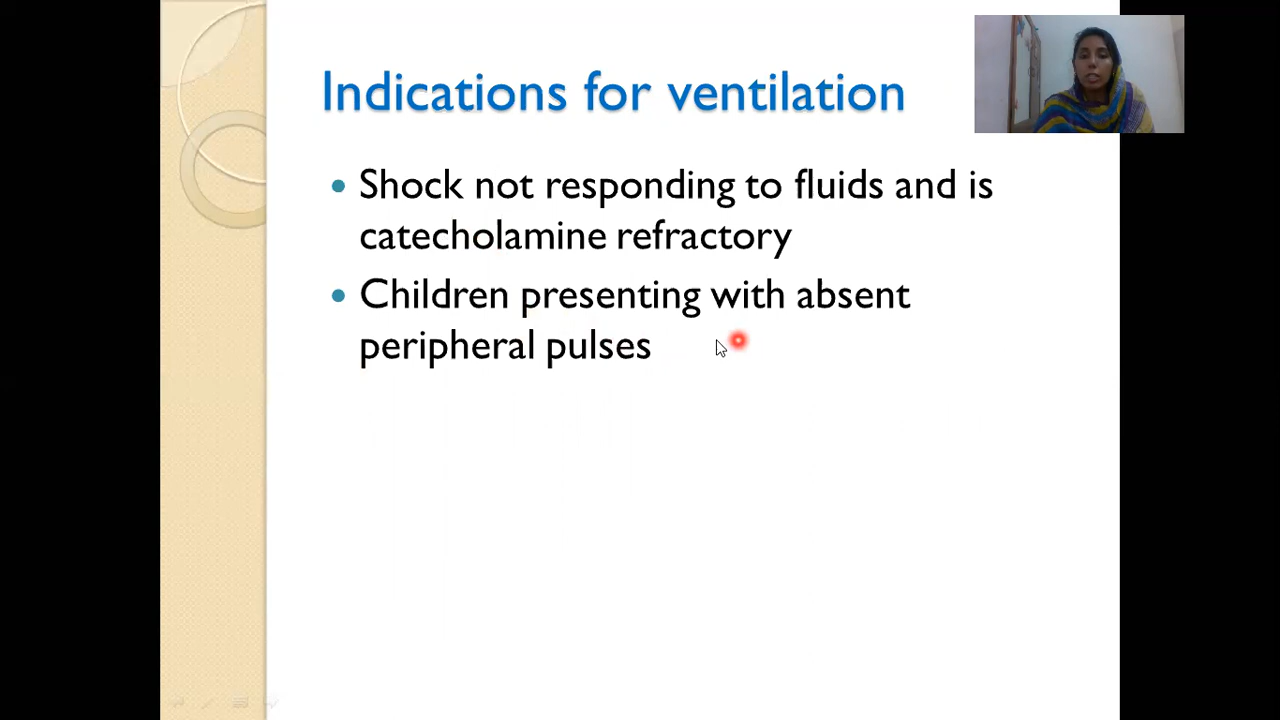 Indications for ventilation
Shock not responding to fluids and is
catecholamine refractory
Children presenting with absent
peripheral pulses